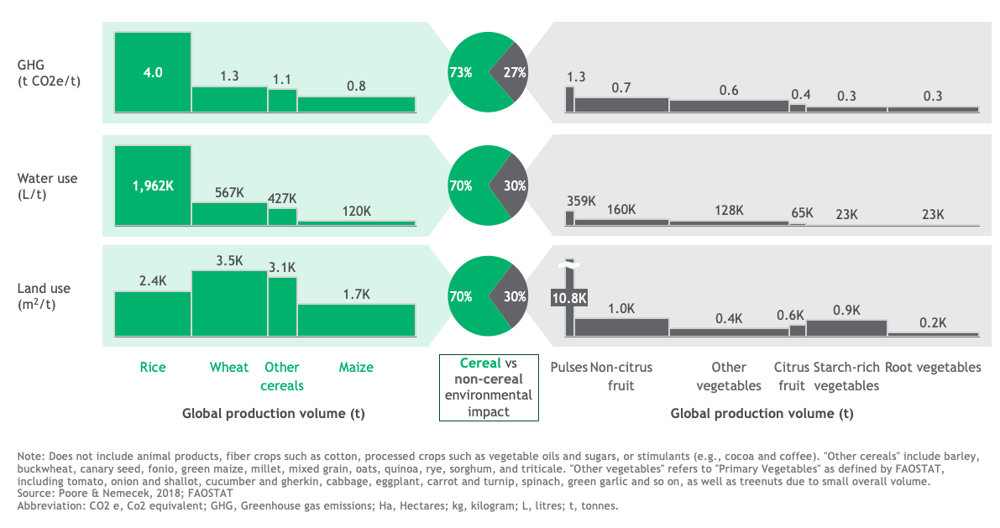 GHG
(t CO2e/t)
4.0
1.3
1.1
0.8
73%
27%
1.3
0.7
0.6
0.4
0.3
0.3
Water use
(L/t)
1,962K
567K
427K
120K
70%
30%
359K
160K
128K
65K
23K
23K
Land use
(m²/t)
2.4K
3.5K
3.1K
1.7K
70%
30%
10.8K
1.0K
0.4K
0.6K
0.9K
0.2K
Rice
Wheat
Other
cereals
Maize
Cereal vs
non-cereal
environmental
impact
Pulses
Non-citrus
fruit
Other
vegetables
Citrus
fruit
Starch-rich
vegetables
Root vegetables
Global production volume (t)
Global production volume (t)
Note: Does not include animal products, fiber crops such as cotton, processed crops such as vegetable oils and sugars, or stimulants (e.g., cocoa and coffee). "Other cereals" include barley,
buckwheat, canary seed, fonio, green maize, millet, mixed grain, oats, quinoa, rye, sorghum, and triticale. "Other vegetables" refers to "Primary Vegetables" as defined by FAOSTAT,
including tomato, onion and shallot, cucumber and gherkin, cabbage, eggplant, carrot and turnip, spinach, green garlic and so on, as well as treenuts due to small overall volume.
Source: Poore & Nemecek, 2018; FAOSTAT
Abbreviation: CO2 e, Co2 equivalent; GHG, Greenhouse gas emissions; Ha, Hectares; kg, kilogram; L, litres; t, tonnes.